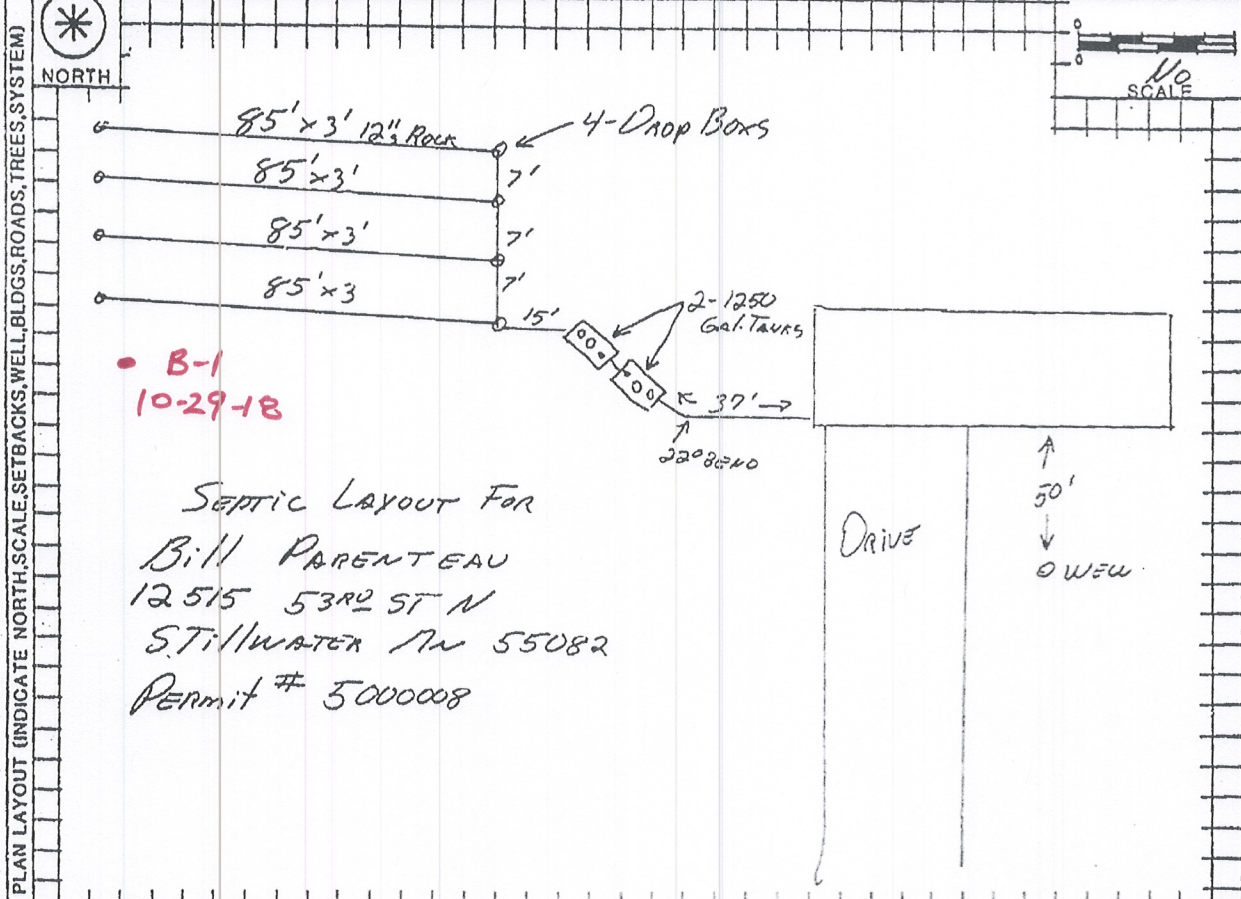 PLAN LAYOUT (INDICATE NORTH,SCALE,SETBACKS,WELL,BLDGS,ROADS,TREES,SYSTEM)
NORTH
0
0
No
SCALE
85' x 3' 12" Rock
4-Drop Boxs
7'
85' x 3'
85' x 3'
7'
85' x 3
7'
15'
2-1250
Gal. Tanks
37'
22° BEND
B-1
10-29-18
50'
DRIVE
WELL
Septic Layout For
Bill PARENTEAU
12515 53RD ST N
STillWATER MN 55082
PERMit # 5000008